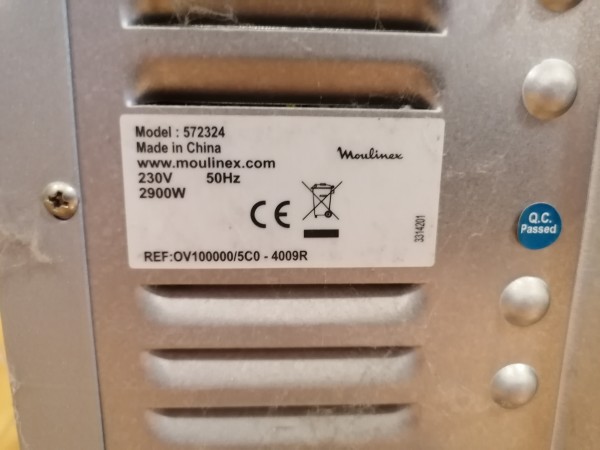 Model : 572324
Made in China
www.moulinex.com
Moulinex
230V 50Hz
2900W
CE
3314201
REF:OV100000/5C0 - 4009R
Q.C.
Passed